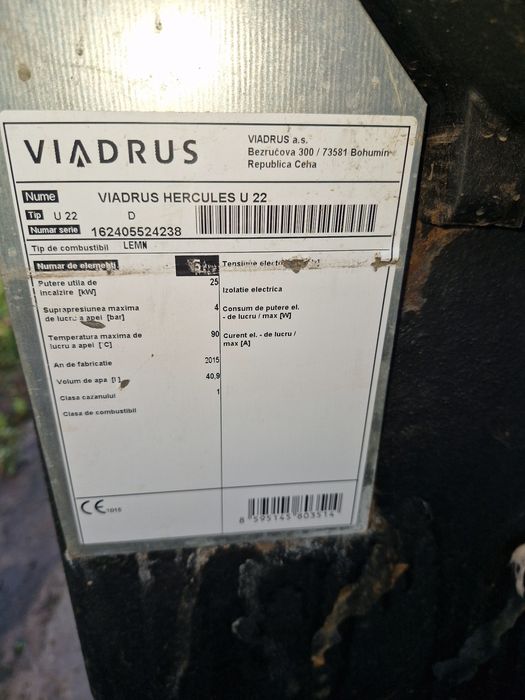 VIADRUS
VIADRUS a.s.
Bezručova 300 / 73581 Bohumín
Republica Ceha
Nume VIADRUS HERCULES U 22
Tip U 22 D
Numar serie 162405524238
Tip de combustibil LEMN
Numar de elementi
Putere utila de incalzire [kW] 25
Suprapresiunea maxima de lucru a apei [bar] 4
Temperatura maxima de lucru a apei [°C] 90
An de fabricatie 2015
Volum de apa [l] 40,9
Clasa cazanului 1
Clasa de combustibil
Izolatie electrica
Consum de putere el. - de lucru / max [W]
Curent el. - de lucru / max [A]
CE 1015
8 595145 603514